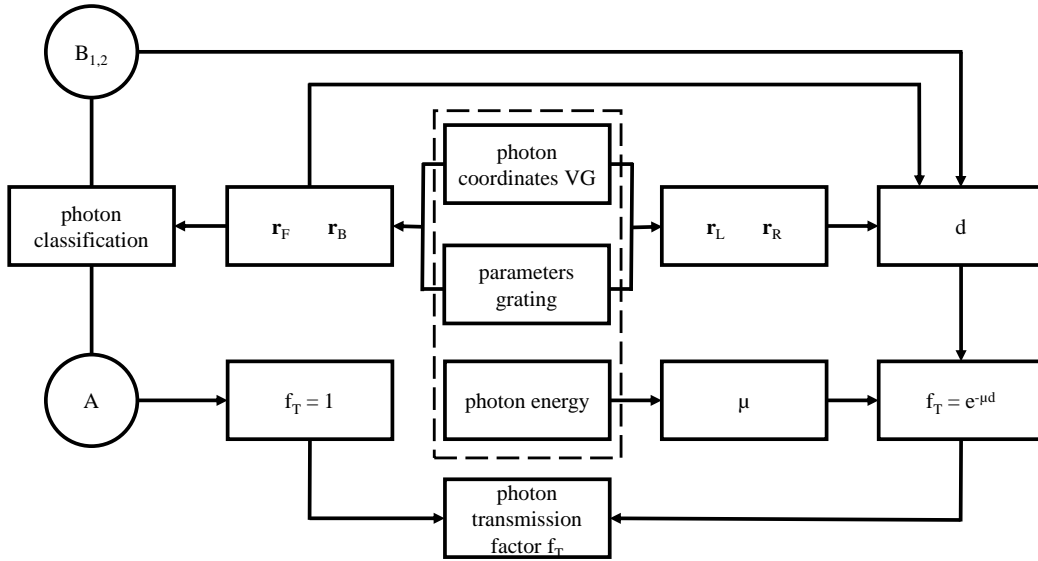 B1,2
photon
coordinates VG
photon
classification
rF rB
rL rR
d
parameters
grating
A
fT = 1
photon energy
μ
fT = e-μd
photon
transmission
factor fT